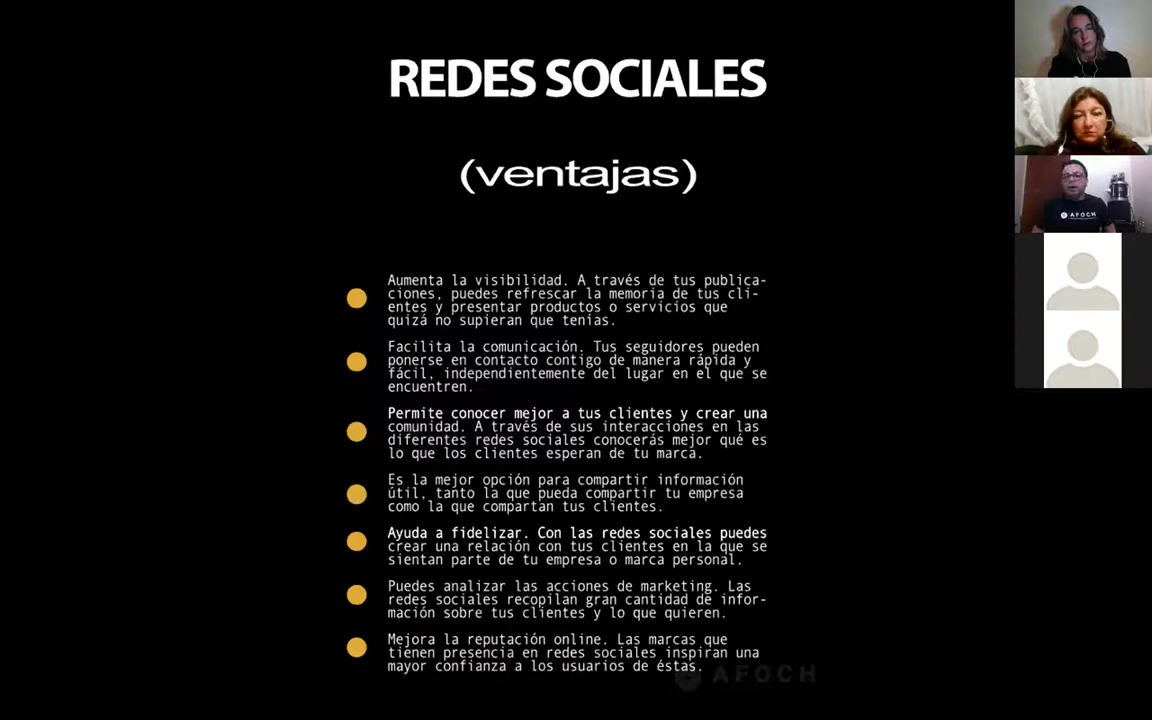 REDES SOCIALES
(ventajas)
Aumenta la visibilidad. A través de tus publica-
ciones, puedes refrescar la memoria de tus cli-
entes y presentar productos o servicios que
quizá no supieran que tenías.
Facilita la comunicación. Tus seguidores pueden
ponerse en contacto contigo de manera rápida y
fácil, independientemente del lugar en el que se
encuentren.
Permite conocer mejor a tus clientes y crear una
comunidad. A través de sus interacciones en las
diferentes redes sociales conocerás mejor qué es
lo que los clientes esperan de tu marca.
Es la mejor opción para compartir información
útil, tanto la que pueda compartir tu empresa
como la que compartan tus clientes.
Ayuda a fidelizar. Con las redes sociales puedes
crear una relación con tus clientes en la que se
sientan parte de tu empresa o marca personal.
Puedes analizar las acciones de marketing. Las
redes sociales recopilan gran cantidad de infor-
mación sobre tus clientes y lo que quieren.
Mejora la reputación online. Las marcas que
tienen presencia en redes sociales inspiran una
mayor confianza a los usuarios de éstas.
AFOCH
AFOCH